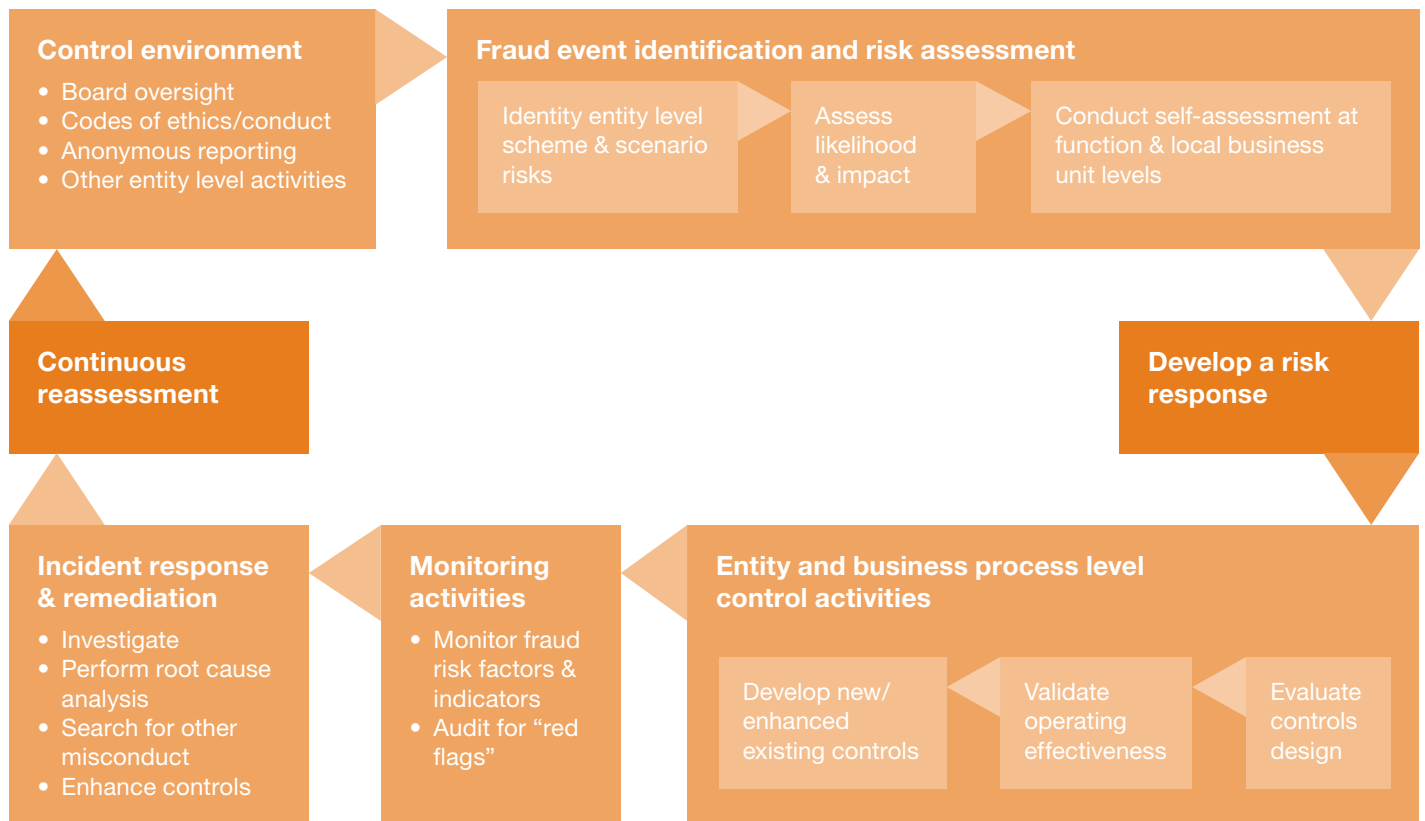 Control environment
• Board oversight
• Codes of ethics/conduct
• Anonymous reporting
• Other entity level activities
Fraud event identification and risk assessment
Identity entity level
scheme & scenario
risks
Assess
likelihood
& impact
Conduct self-assessment at
function & local business
unit levels
Continuous
reassessment
Develop a risk
response
Incident response
& remediation
• Investigate
• Perform root cause
analysis
• Search for other
misconduct
• Enhance controls
Monitoring
activities
• Monitor fraud
risk factors &
indicators
• Audit for “red
flags”
Entity and business process level
control activities
Develop new/
enhanced
existing controls
Validate
operating
effectiveness
Evaluate
controls
design